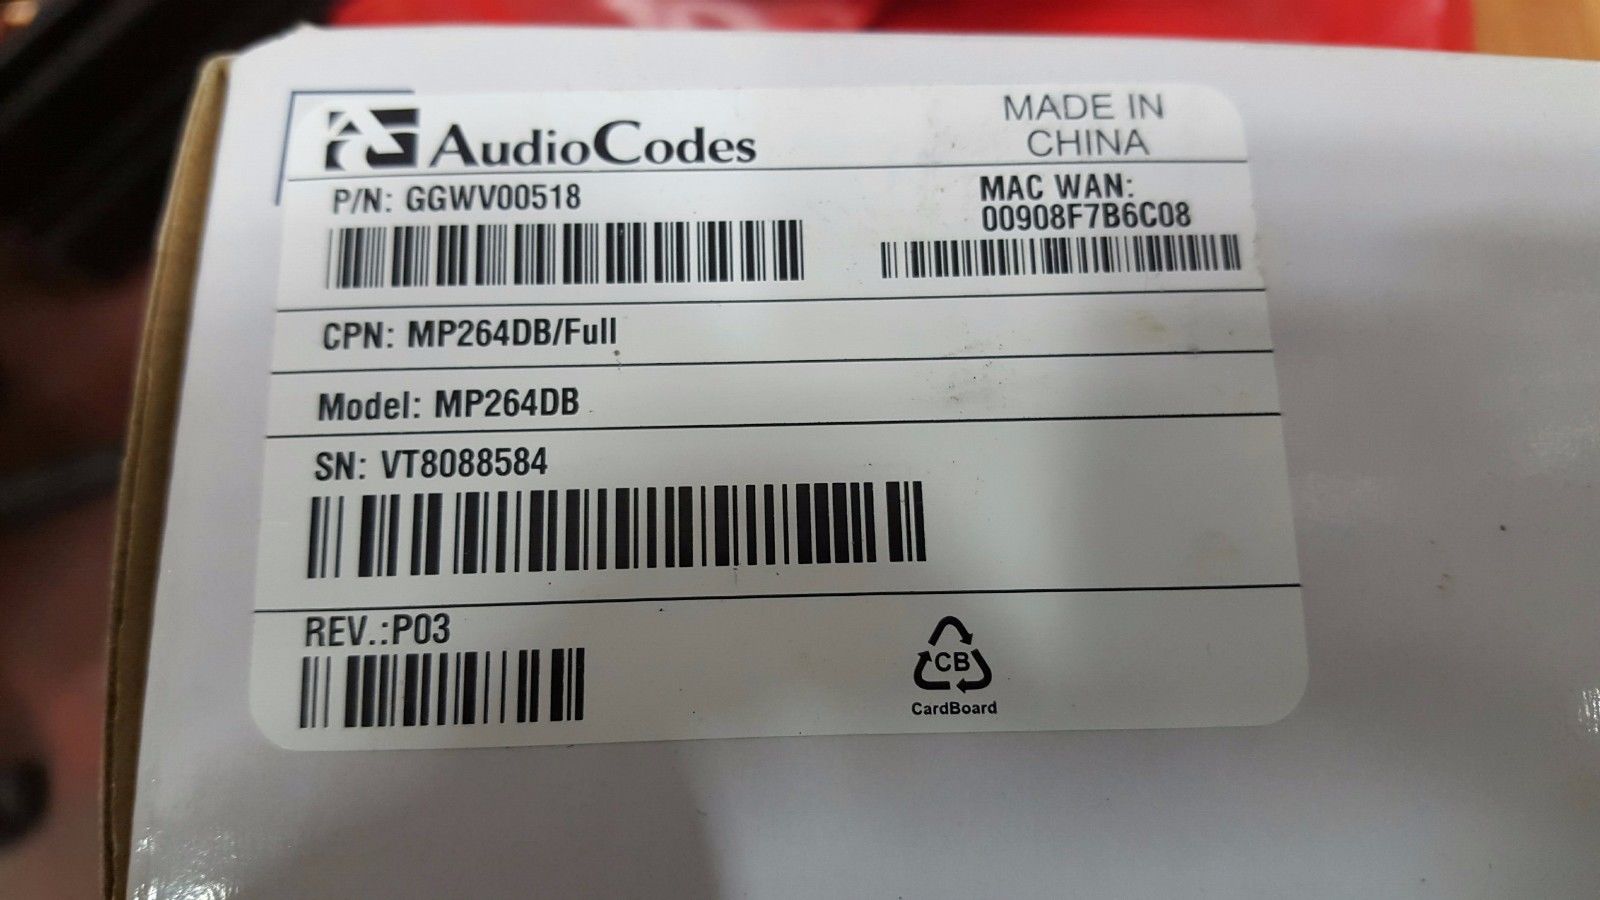 AudioCodes
MADE IN
CHINA
P/N: GGWV00518
MAC WAN:
00908F7B6C08
CPN: MP264DB/Full
Model: MP264DB
SN: VT8088584
REV.:P03
CB
CardBoard